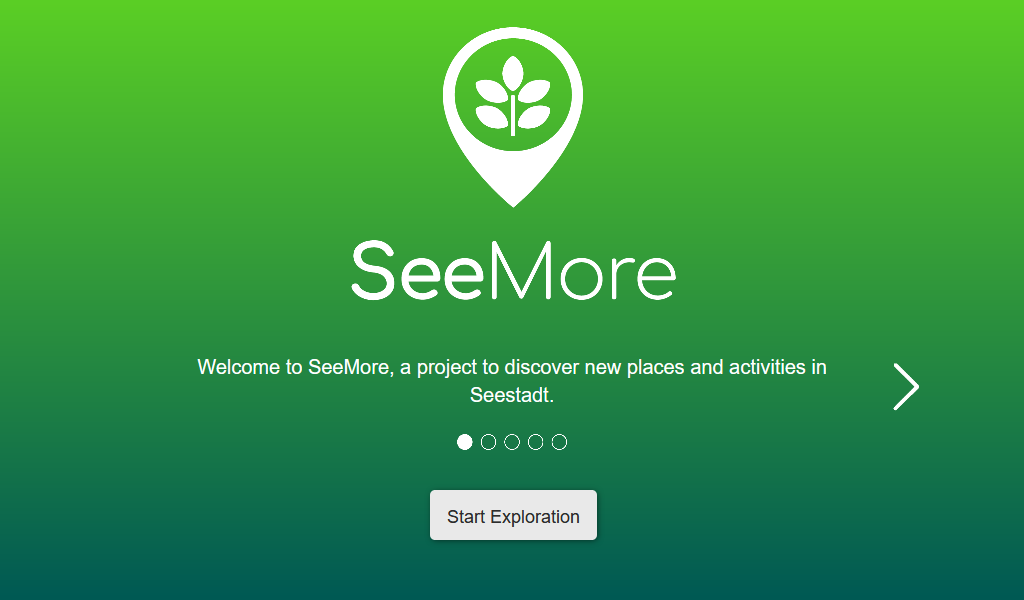 SeeMore
Welcome to SeeMore, a project to discover new places and activities in
Seestadt.
Start Exploration